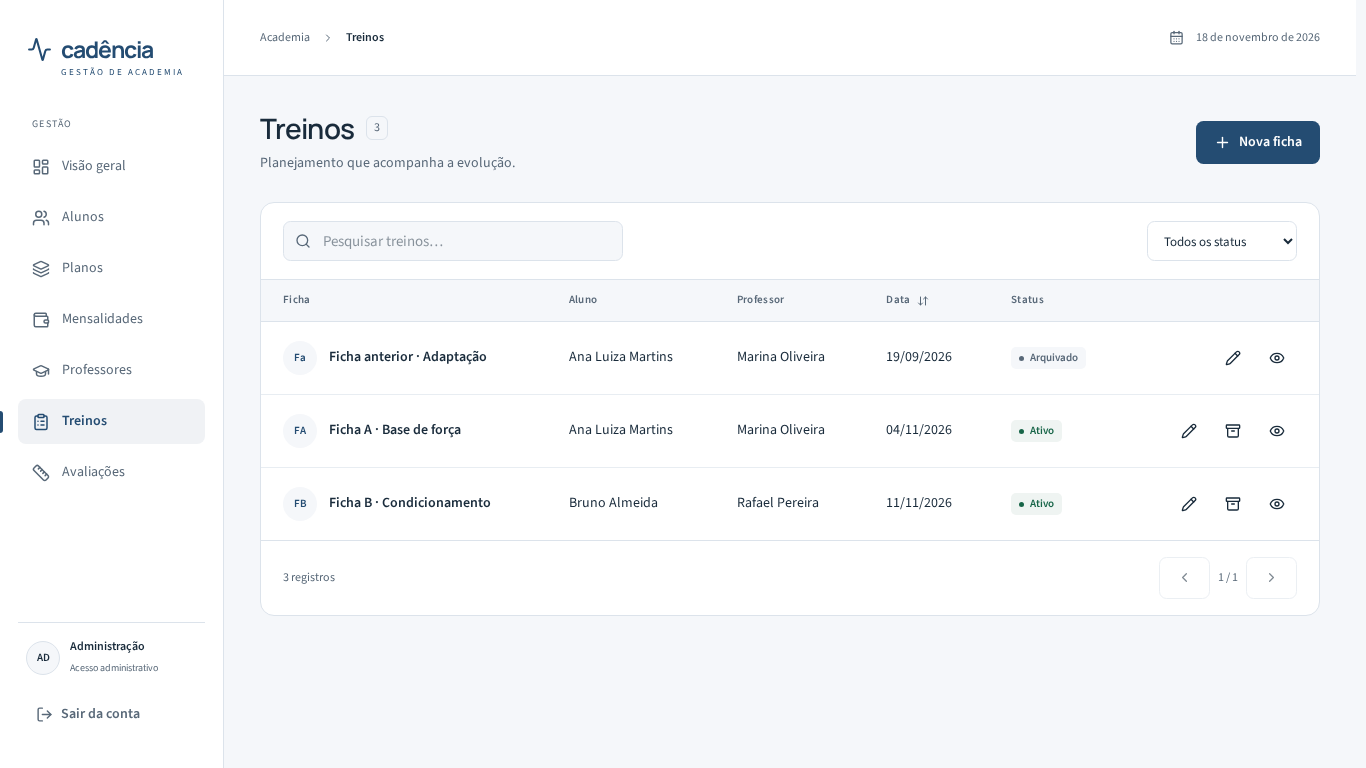 cadência
GESTÃO DE ACADEMIA
GESTÃO
Visão geral
Alunos
Planos
Mensalidades
Professores
Treinos
Avaliações
AD
Administração
Acesso administrativo
Sair da conta
Academia
Treinos
18 de novembro de 2026
Treinos 3
Planejamento que acompanha a evolução.
Nova ficha
Pesquisar treinos…
Todos os status
Ficha Aluno Professor Data Status
Fa Ficha anterior · Adaptação Ana Luiza Martins Marina Oliveira 19/09/2026 Arquivado
FA Ficha A · Base de força Ana Luiza Martins Marina Oliveira 04/11/2026 Ativo
FB Ficha B · Condicionamento Bruno Almeida Rafael Pereira 11/11/2026 Ativo
3 registros
1 / 1